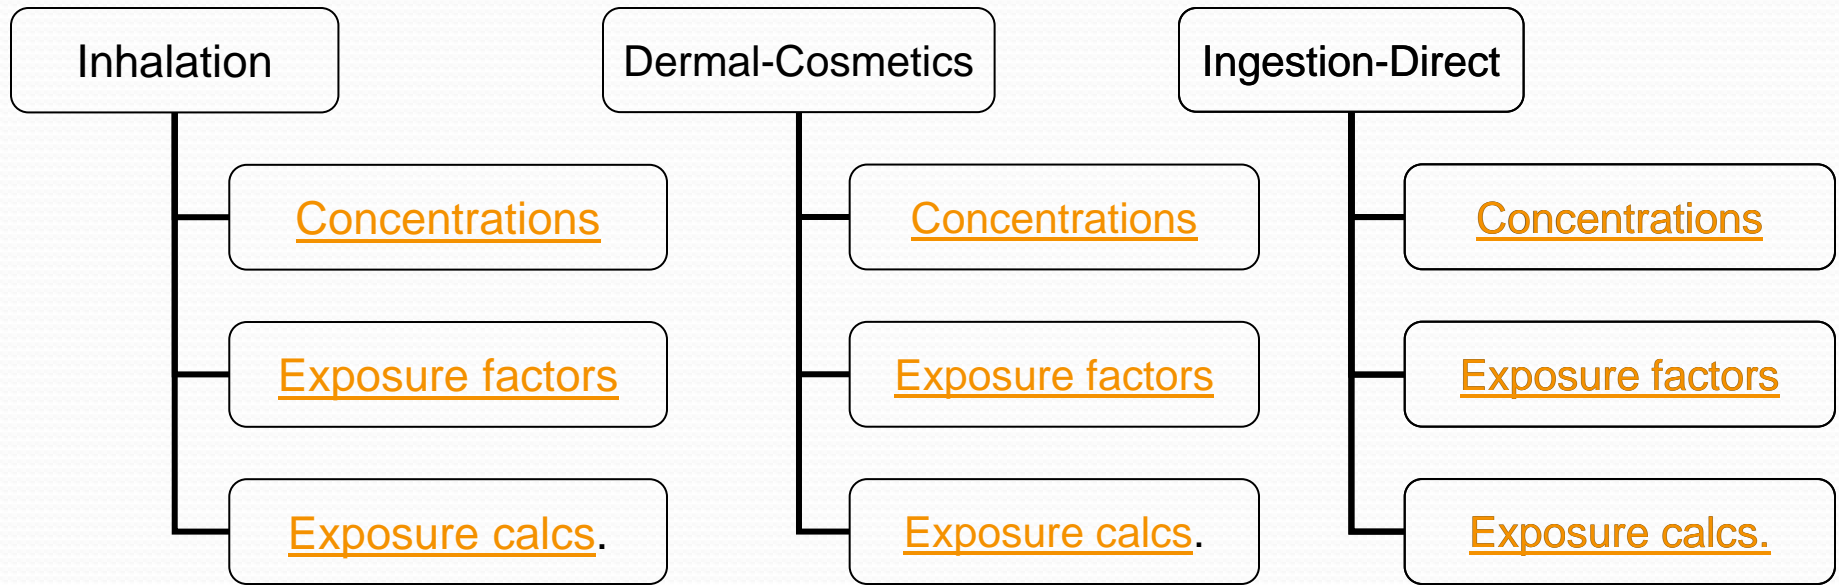 Inhalation
Concentrations
Exposure factors
Exposure calcs.
Dermal-Cosmetics
Concentrations
Exposure factors
Exposure calcs.
Ingestion-Direct
Concentrations
Exposure factors
Exposure calcs.